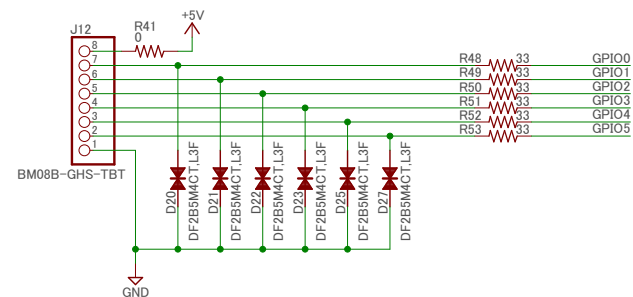 +5V
J12
R41
0
8
7
R48 33 GPIO0
6
R49 33 GPIO1
5
R50 33 GPIO2
4
R51 33 GPIO3
3
R52 33 GPIO4
2
R53 33 GPIO5
1
BM08B-GHS-TBT
D20
DF2B5M4CT,L3F
D21
DF2B5M4CT,L3F
D22
DF2B5M4CT,L3F
D23
DF2B5M4CT,L3F
D25
DF2B5M4CT,L3F
D27
DF2B5M4CT,L3F
GND